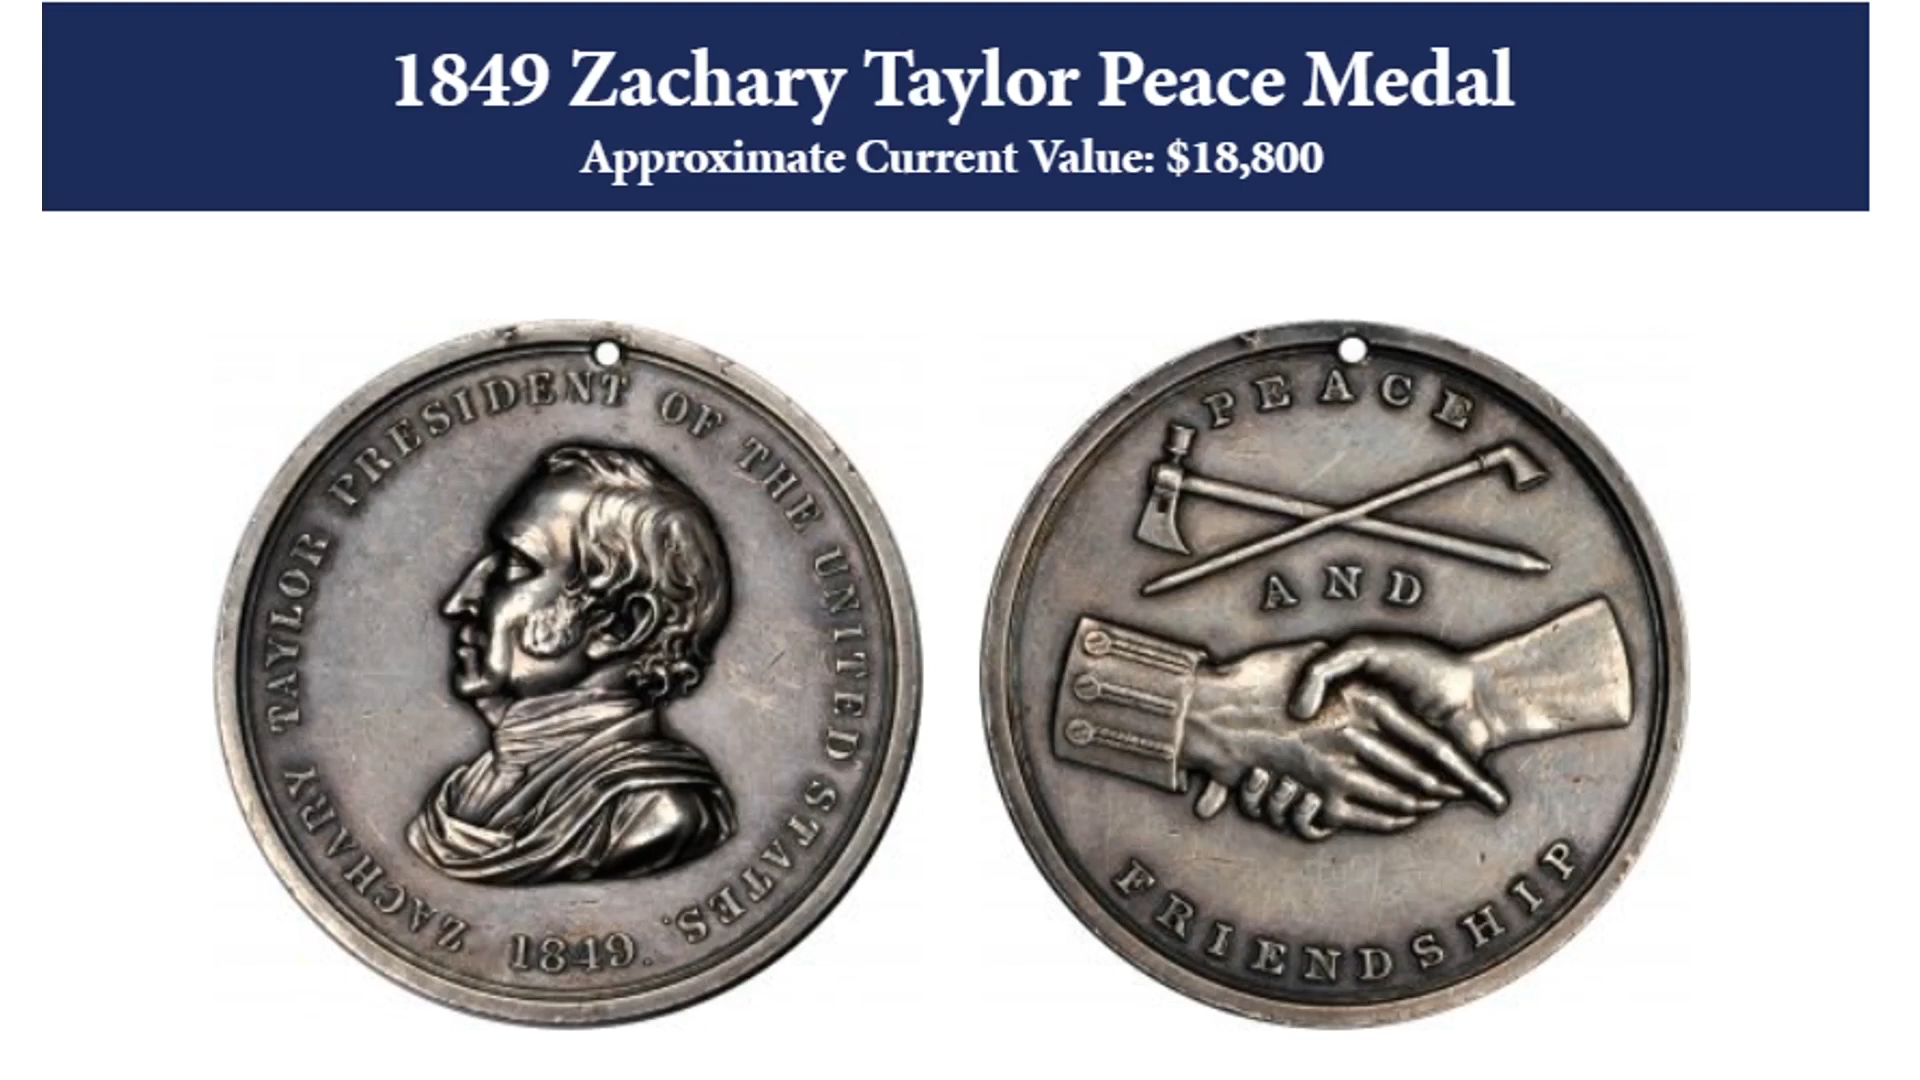 1849 Zachary Taylor Peace Medal
Approximate Current Value: $18,800
ZACHARY TAYLOR PRESIDENT OF THE UNITED STATES.
1849.
PEACE
AND
FRIENDSHIP